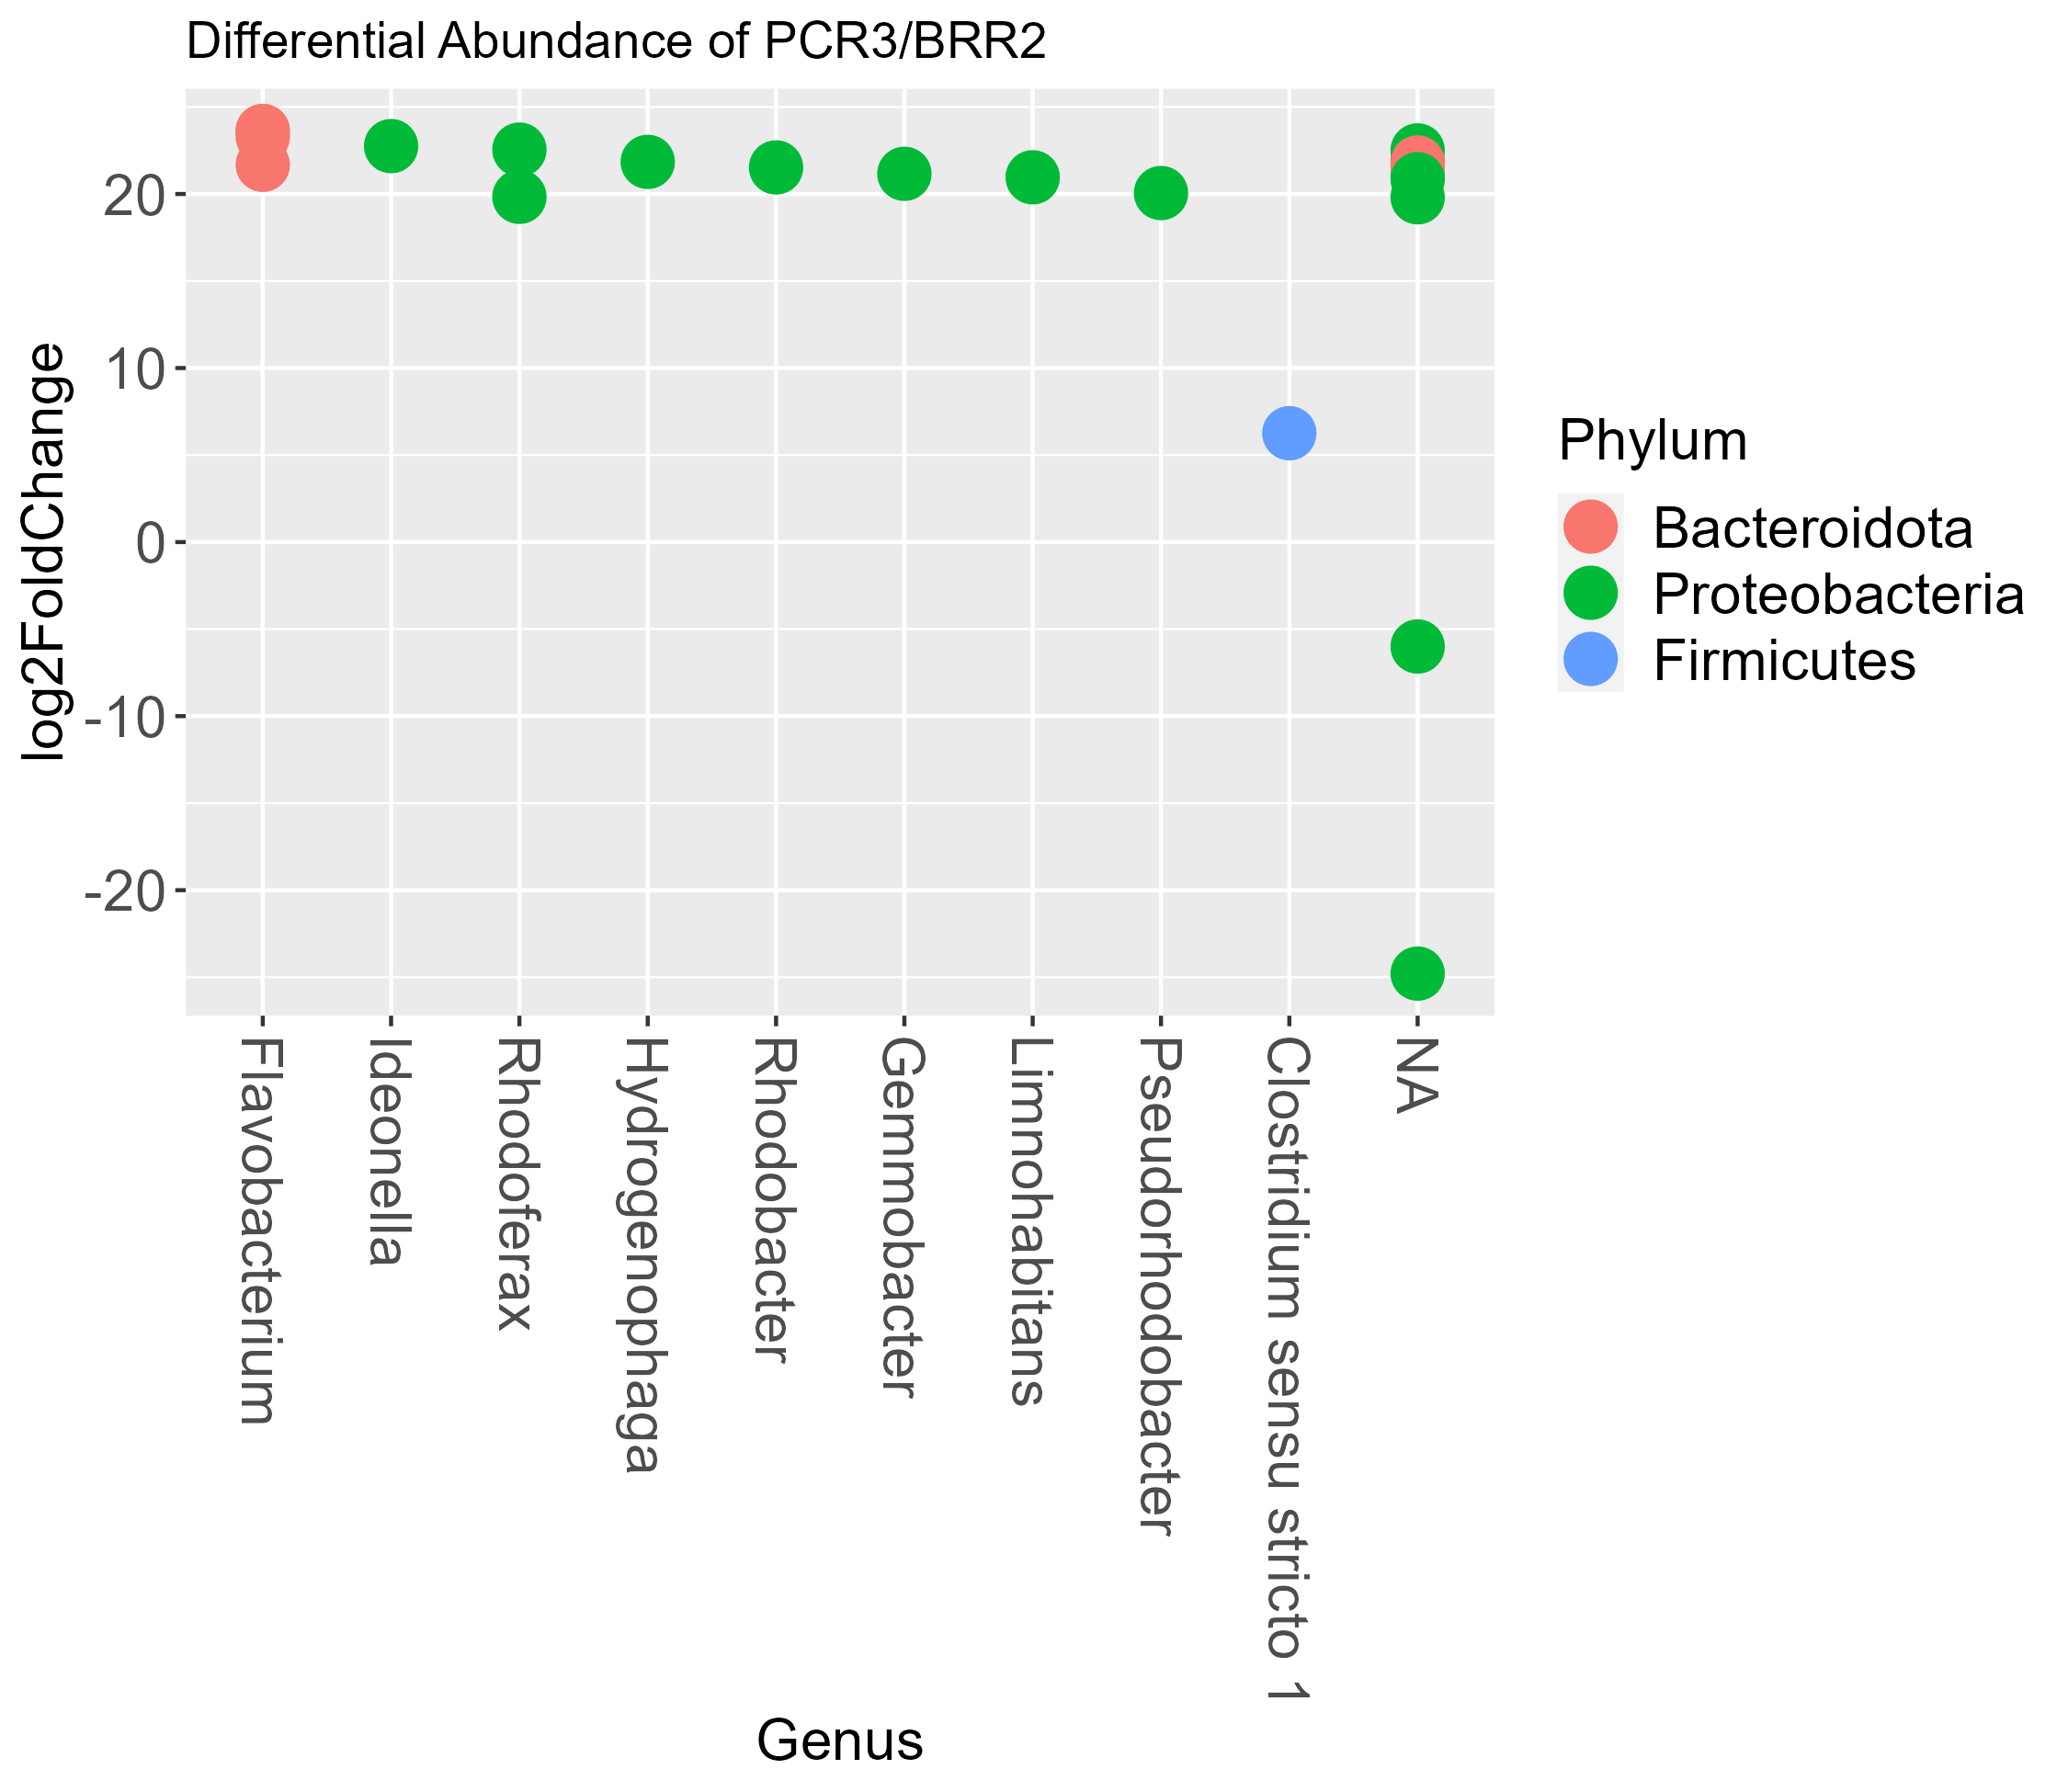 Differential Abundance of PCR3/BRR2
log2FoldChange
20
10
0
-10
-20
Phylum
Bacteroidota
Proteobacteria
Firmicutes
Flavobacterium
Ideonella
Rhodoferax
Hydrogenophaga
Rhodobacter
Gemmobacter
Limnohabitans
Pseudorhodobacter
Clostridium sensu stricto 1
NA
Genus